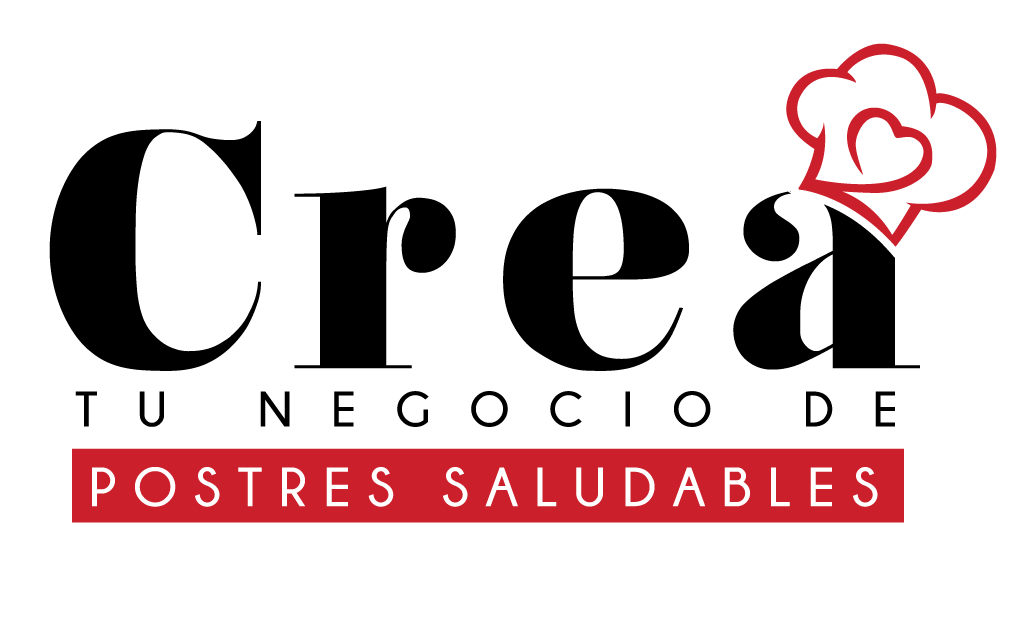 Crea
TU NEGOCIO DE
POSTRES SALUDABLES